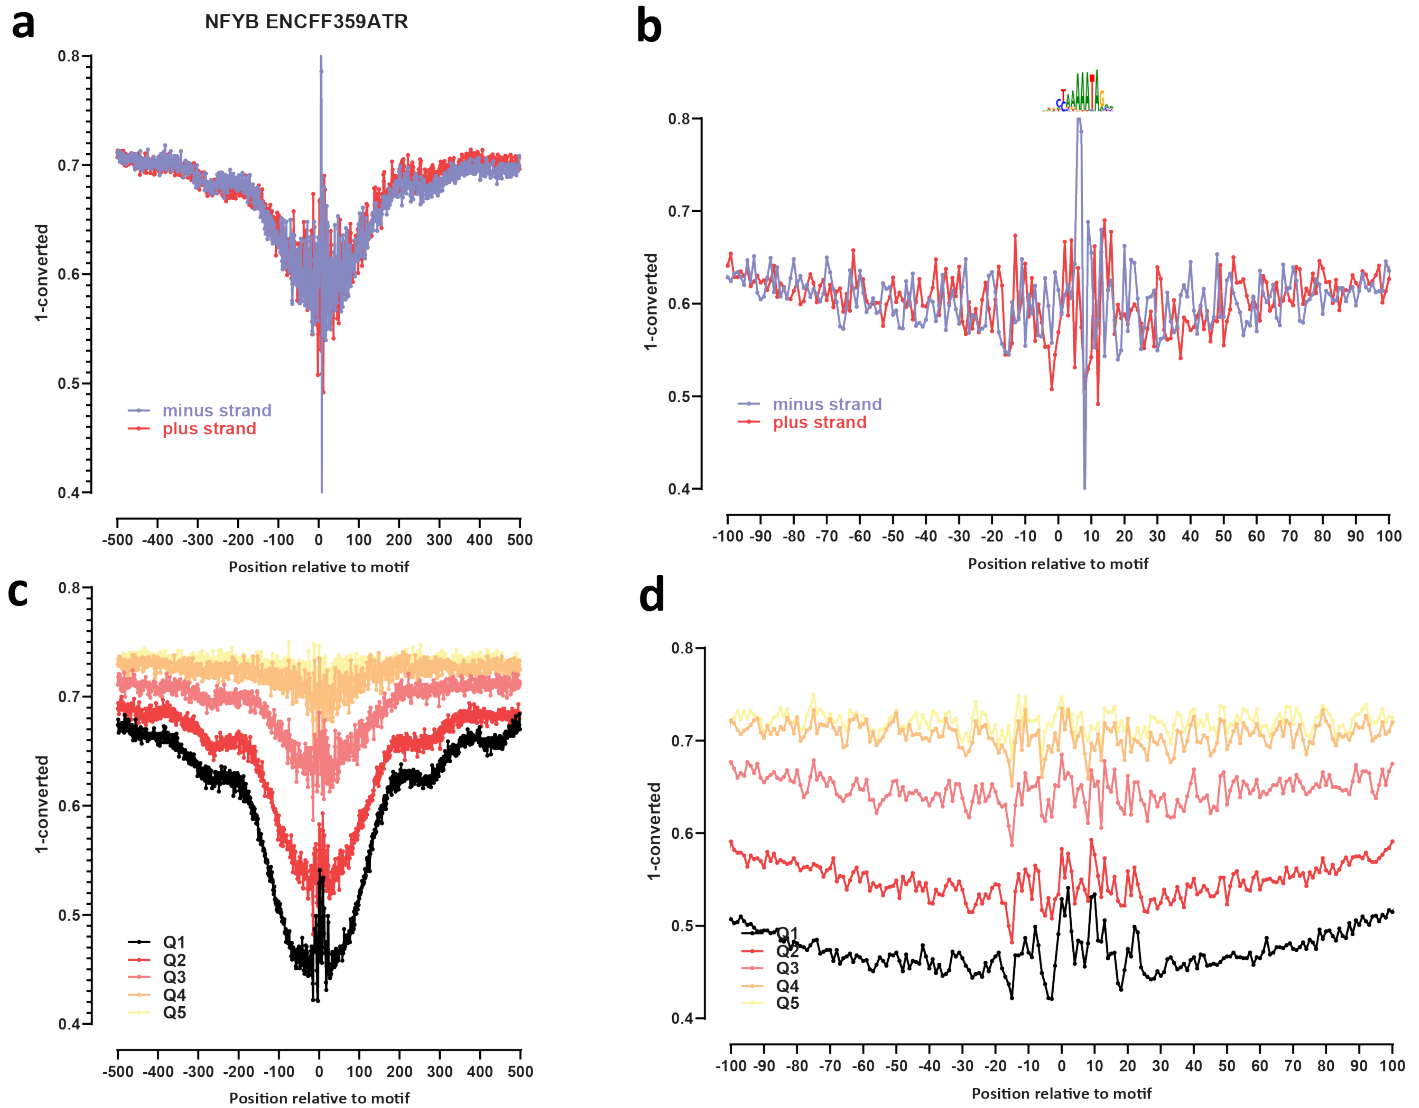 a
NFYB ENCFF359ATR
0.8
0.7
0.6
0.5
0.4
1-converted
minus strand
plus strand
-500 -400 -300 -200 -100 0 100 200 300 400 500
Position relative to motif
b
CTAAAAATAG
0.8
0.7
0.6
0.5
0.4
1-converted
minus strand
plus strand
-100 -90 -80 -70 -60 -50 -40 -30 -20 -10 0 10 20 30 40 50 60 70 80 90 100
Position relative to motif
c
0.8
0.7
0.6
0.5
0.4
1-converted
Q1
Q2
Q3
Q4
Q5
-500 -400 -300 -200 -100 0 100 200 300 400 500
Position relative to motif
d
0.8
0.7
0.6
0.5
0.4
1-converted
Q1
Q2
Q3
Q4
Q5
-100 -90 -80 -70 -60 -50 -40 -30 -20 -10 0 10 20 30 40 50 60 70 80 90 100
Position relative to motif